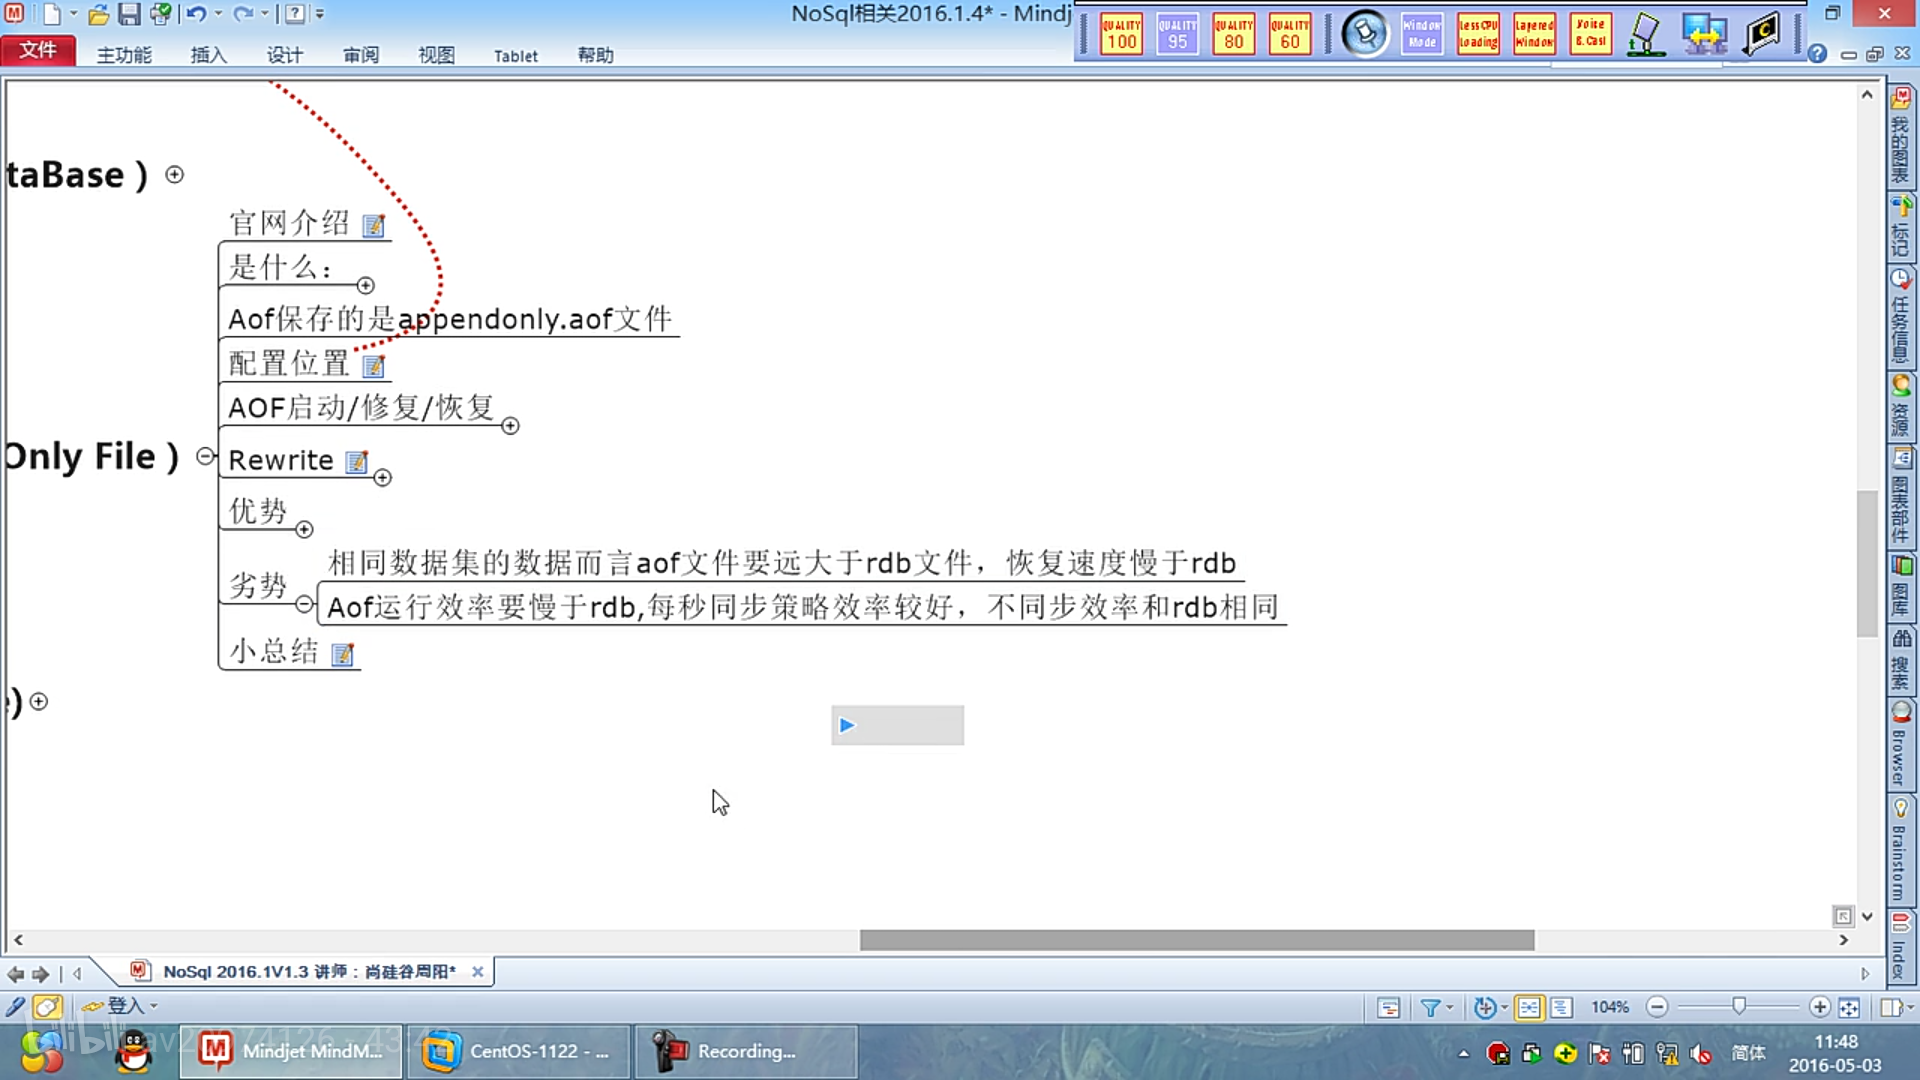 NoSql相关2016.1.4* - Mindj
QUALITY 100
QUALITY 95
QUALITY 80
QUALITY 60
Window Mode
LessCPU Loading
Layered Window
Voice B.Cast
文件
主功能
插入
设计
审阅
视图
Tablet
帮助
taBase )
官网介绍
是什么：
Aof保存的是appendonly.aof文件
配置位置
AOF启动/修复/恢复
Only File )
Rewrite
优势
相同数据集的数据而言aof文件要远大于rdb文件，恢复速度慢于rdb
劣势
Aof运行效率要慢于rdb,每秒同步策略效率较好，不同步效率和rdb相同
小总结
)
我的图表
标记
任务信息
资源
图表部件
图库
搜索
Browser
Brainstorm
Index
NoSql 2016.1V1.3 讲师：尚硅谷周阳*
登入
104%
Mindjet MindM...
CentOS-1122 - ...
Recording...
简体
11:48
2016-05-03